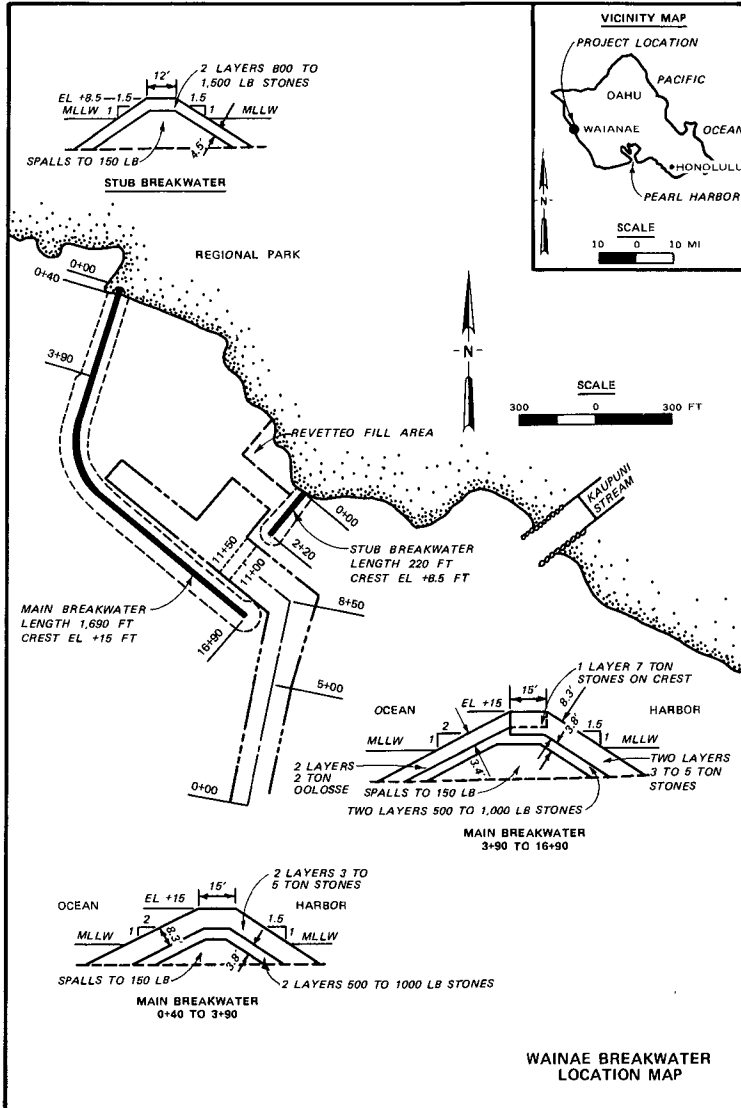 VICINITY MAP
PROJECT LOCATION
PACIFIC
OAHU
OCEAN
WAIANAE
HONOLULU
PEARL HARBOR
N
SCALE
10 0 10 MI
12'
2 LAYERS 800 TO
1,500 LB STONES
EL +8.5
1.5
1.5
MLLW 1
1 MLLW
4.5'
SPALLS TO 150 LB
STUB BREAKWATER
REGIONAL PARK
0+00
0+40
3+90
N
SCALE
300 0 300 FT
REVETTEO FILL AREA
KAUPUNI
STREAM
0+00
2+20
STUB BREAKWATER
LENGTH 220 FT
CREST EL +8.5 FT
11+50
11+00
8+50
MAIN BREAKWATER
LENGTH 1,690 FT
CREST EL +15 FT
16+90
5+00
0+00
1 LAYER 7 TON
STONES ON CREST
15'
EL +15
8.3'
OCEAN
HARBOR
2
1
3.8'
1.5
1
MLLW
MLLW
2 LAYERS
2 TON
OOLOSSE
3.4'
TWO LAYERS
3 TO 5 TON
STONES
SPALLS TO 150 LB
TWO LAYERS 500 TO 1,000 LB STONES
MAIN BREAKWATER
3+90 TO 16+90
2 LAYERS 3 TO
5 TON STONES
15'
EL +15
OCEAN
HARBOR
2
1
8.3'
1.5
1
MLLW
MLLW
3.8'
SPALLS TO 150 LB
2 LAYERS 500 TO 1000 LB STONES
MAIN BREAKWATER
0+40 TO 3+90
WAINAE BREAKWATER
LOCATION MAP